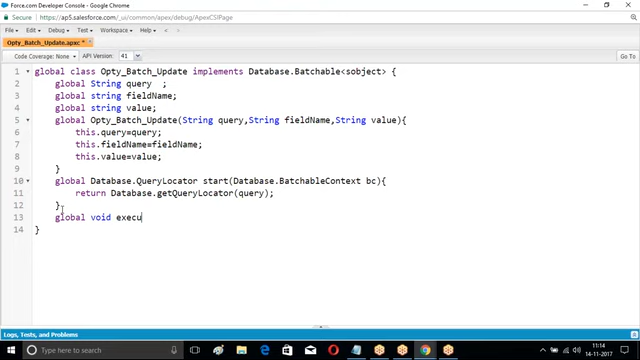 Force.com Developer Console - Google Chrome
Secure | https://ap5.salesforce.com/_ui/common/apex/debug/ApexCSIPage
File Edit Debug Test Workspace Help < >
Opty_Batch_Update.apxc *
Code Coverage: None API Version: 41 Go To
1 global class Opty_Batch_Update implements Database.Batchable<sobject> {
2 global String query ;
3 global String fieldName;
4 global String value;
5 global Opty_Batch_Update(String query,String fieldName,String value){
6 this.query=query;
7 this.fieldName=fieldName;
8 this.value=value;
9 }
10 global Database.QueryLocator start(Database.BatchableContext bc){
11 return Database.getQueryLocator(query);
12 }
13 global void execu
14 }
Logs, Tests, and Problems
Type here to search
11:14
14-11-2017